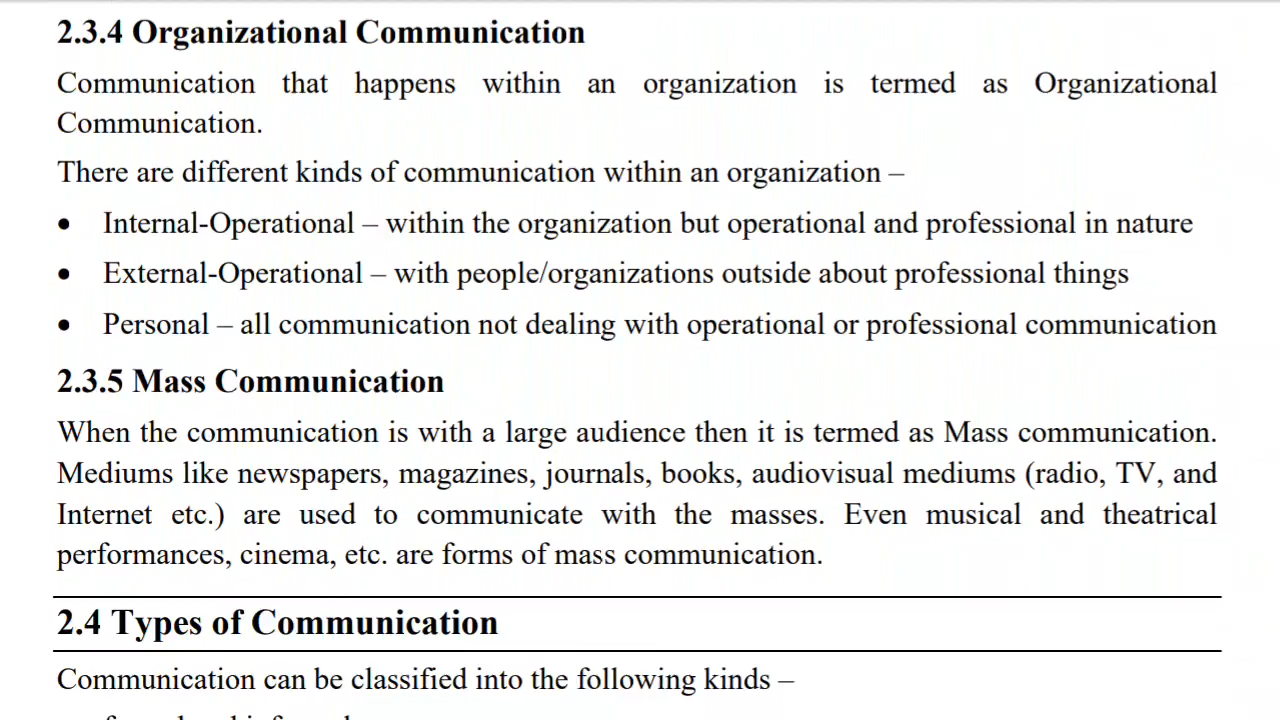 2.3.4 Organizational Communication
Communication that happens within an organization is termed as Organizational
Communication.
There are different kinds of communication within an organization –
• Internal-Operational – within the organization but operational and professional in nature
• External-Operational – with people/organizations outside about professional things
• Personal – all communication not dealing with operational or professional communication
2.3.5 Mass Communication
When the communication is with a large audience then it is termed as Mass communication.
Mediums like newspapers, magazines, journals, books, audiovisual mediums (radio, TV, and
Internet etc.) are used to communicate with the masses. Even musical and theatrical
performances, cinema, etc. are forms of mass communication.
2.4 Types of Communication
Communication can be classified into the following kinds –